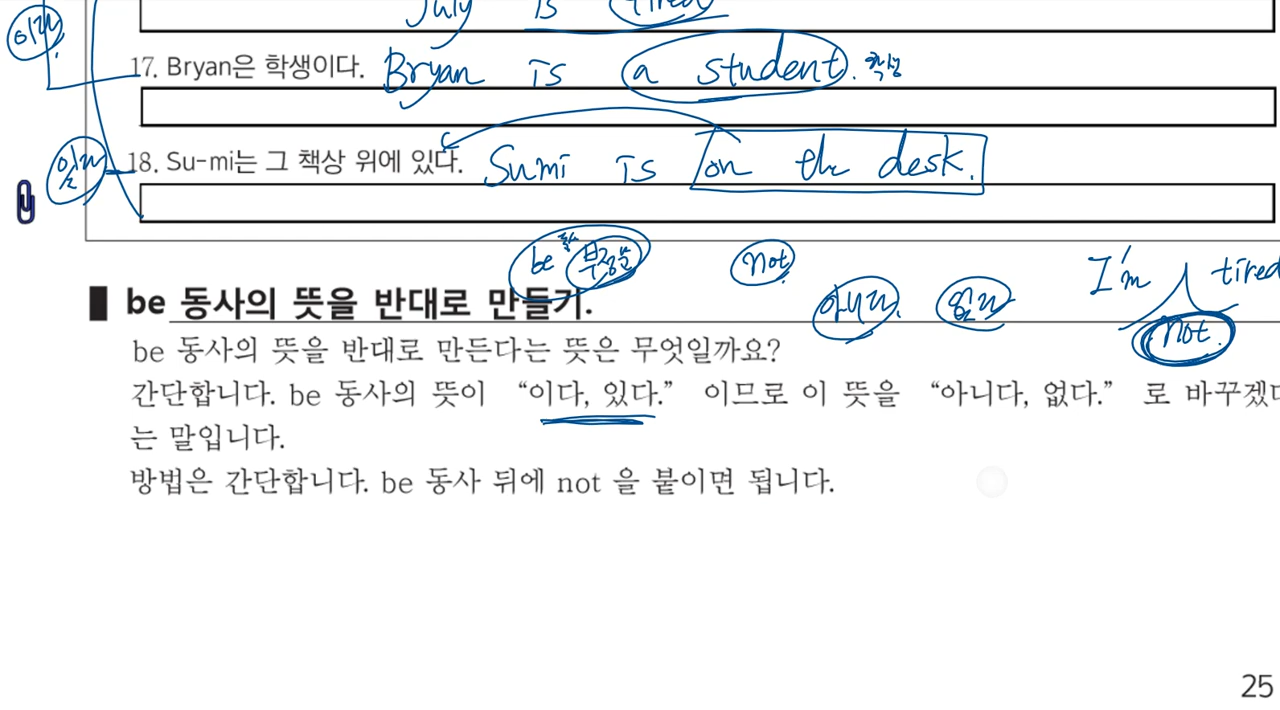 July is tired
이다.
17. Bryan은 학생이다. Bryan is a student. 학생
있다
18. Su-mi는 그 책상 위에 있다. Sumi is on the desk.
be 동사 부정문 not
아니다. 없다
I'm tired
not.
be 동사의 뜻을 반대로 만들기.
be 동사의 뜻을 반대로 만든다는 뜻은 무엇일까요?
간단합니다. be 동사의 뜻이 “이다, 있다.” 이므로 이 뜻을 “아니다, 없다.” 로 바꾸겠다
는 말입니다.
방법은 간단합니다. be 동사 뒤에 not 을 붙이면 됩니다.
25